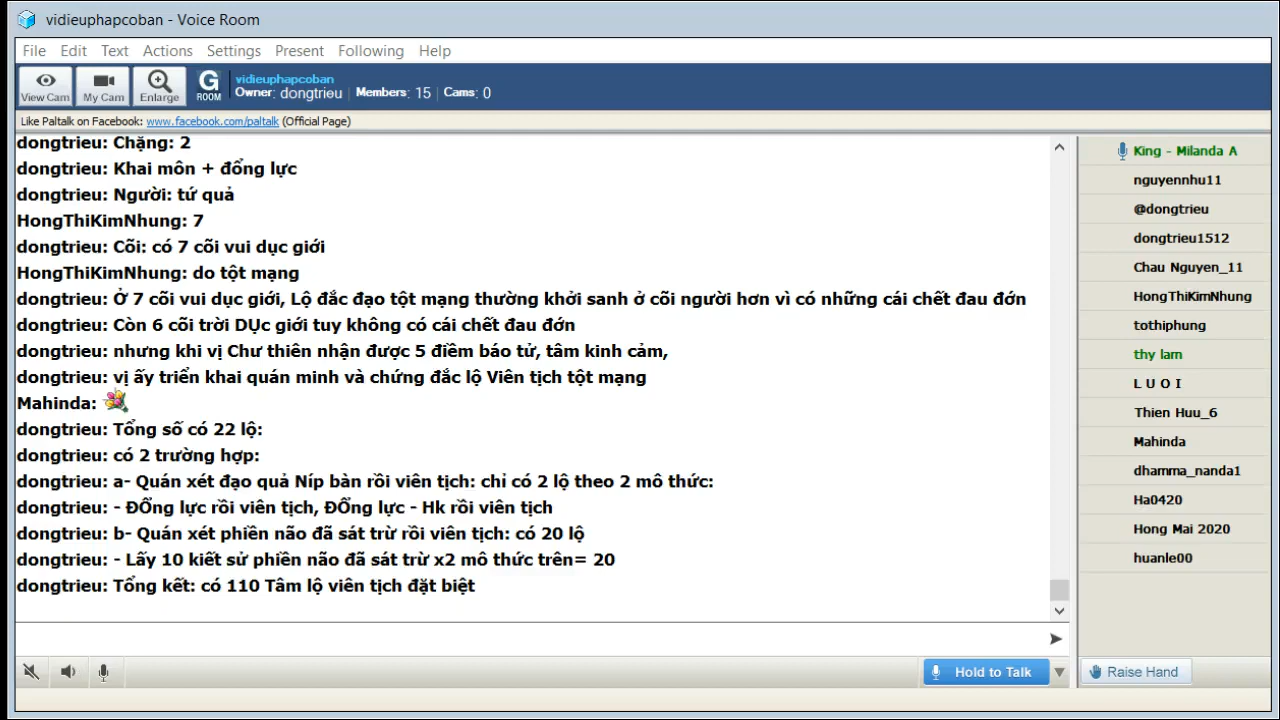 vidieuphapcoban - Voice Room
File Edit Text Actions Settings Present Following Help
View Cam
My Cam
Enlarge
G ROOM
vidieuphapcoban
Owner: dongtrieu | Members: 15 | Cams: 0
Like Paltalk on Facebook: www.facebook.com/paltalk (Official Page)
dongtrieu: Chặng: 2
dongtrieu: Khai môn + đổng lực
dongtrieu: Người: tứ quả
HongThiKimNhung: 7
dongtrieu: Cõi: có 7 cõi vui dục giới
HongThiKimNhung: do tột mạng
dongtrieu: Ở 7 cõi vui dục giới, Lộ đắc đạo tột mạng thường khởi sanh ở cõi người hơn vì có những cái chết đau đớn
dongtrieu: Còn 6 cõi trời DỤc giới tuy không có cái chết đau đớn
dongtrieu: nhưng khi vị Chư thiên nhận được 5 điềm báo tử, tâm kinh cảm,
dongtrieu: vị ấy triển khai quán minh và chứng đắc lộ Viên tịch tột mạng
Mahinda:
dongtrieu: Tổng số có 22 lộ:
dongtrieu: có 2 trường hợp:
dongtrieu: a- Quán xét đạo quả Níp bàn rồi viên tịch: chỉ có 2 lộ theo 2 mô thức:
dongtrieu: - ĐỔng lực rồi viên tịch, ĐỔng lực - Hk rồi viên tịch
dongtrieu: b- Quán xét phiền não đã sát trừ rồi viên tịch: có 20 lộ
dongtrieu: - Lấy 10 kiết sử phiền não đã sát trừ x2 mô thức trên= 20
dongtrieu: Tổng kết: có 110 Tâm lộ viên tịch đặt biệt
King - Milanda A
nguyennhu11
@dongtrieu
dongtrieu1512
Chau Nguyen_11
HongThiKimNhung
tothiphung
thy lam
L U O I
Thien Huu_6
Mahinda
dhamma_nanda1
Ha0420
Hong Mai 2020
huanle00
Hold to Talk
Raise Hand